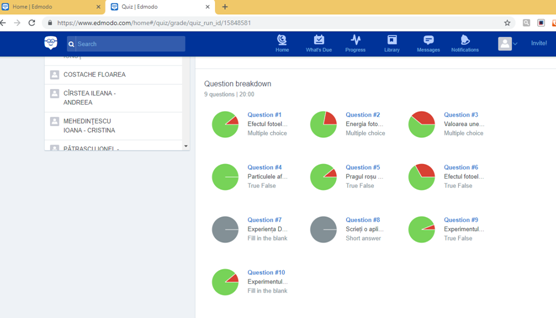 Home | Edmodo
Quiz | Edmodo
https://www.edmodo.com/home#/quiz/grade/quiz_run_id/15048581
Search
Home
What's Due
Progress
Library
Messages
Notifications
Invitei
COSTACHE FLOAREA
CÎRSTEA ILEANA -
ANDREEA
MEHEDINȚESCU
IOANA - CRISTINA
PĂTRAȘCU IONEL -
Question breakdown
9 questions | 20:00
Question #1
Efectul fotoel...
Multiple choice
Question #2
Energia foto...
Multiple choice
Question #3
Valoarea une...
Multiple choice
Question #4
Particulele af...
True False
Question #5
Pragul roșu ...
True False
Question #6
Efectul fotoel...
True False
Question #7
Experiența D...
Fill in the blank
Question #8
Scrieți o apli...
Short answer
Question #9
Experimentul...
True False
Question #10
Experimentul...
Fill in the blank